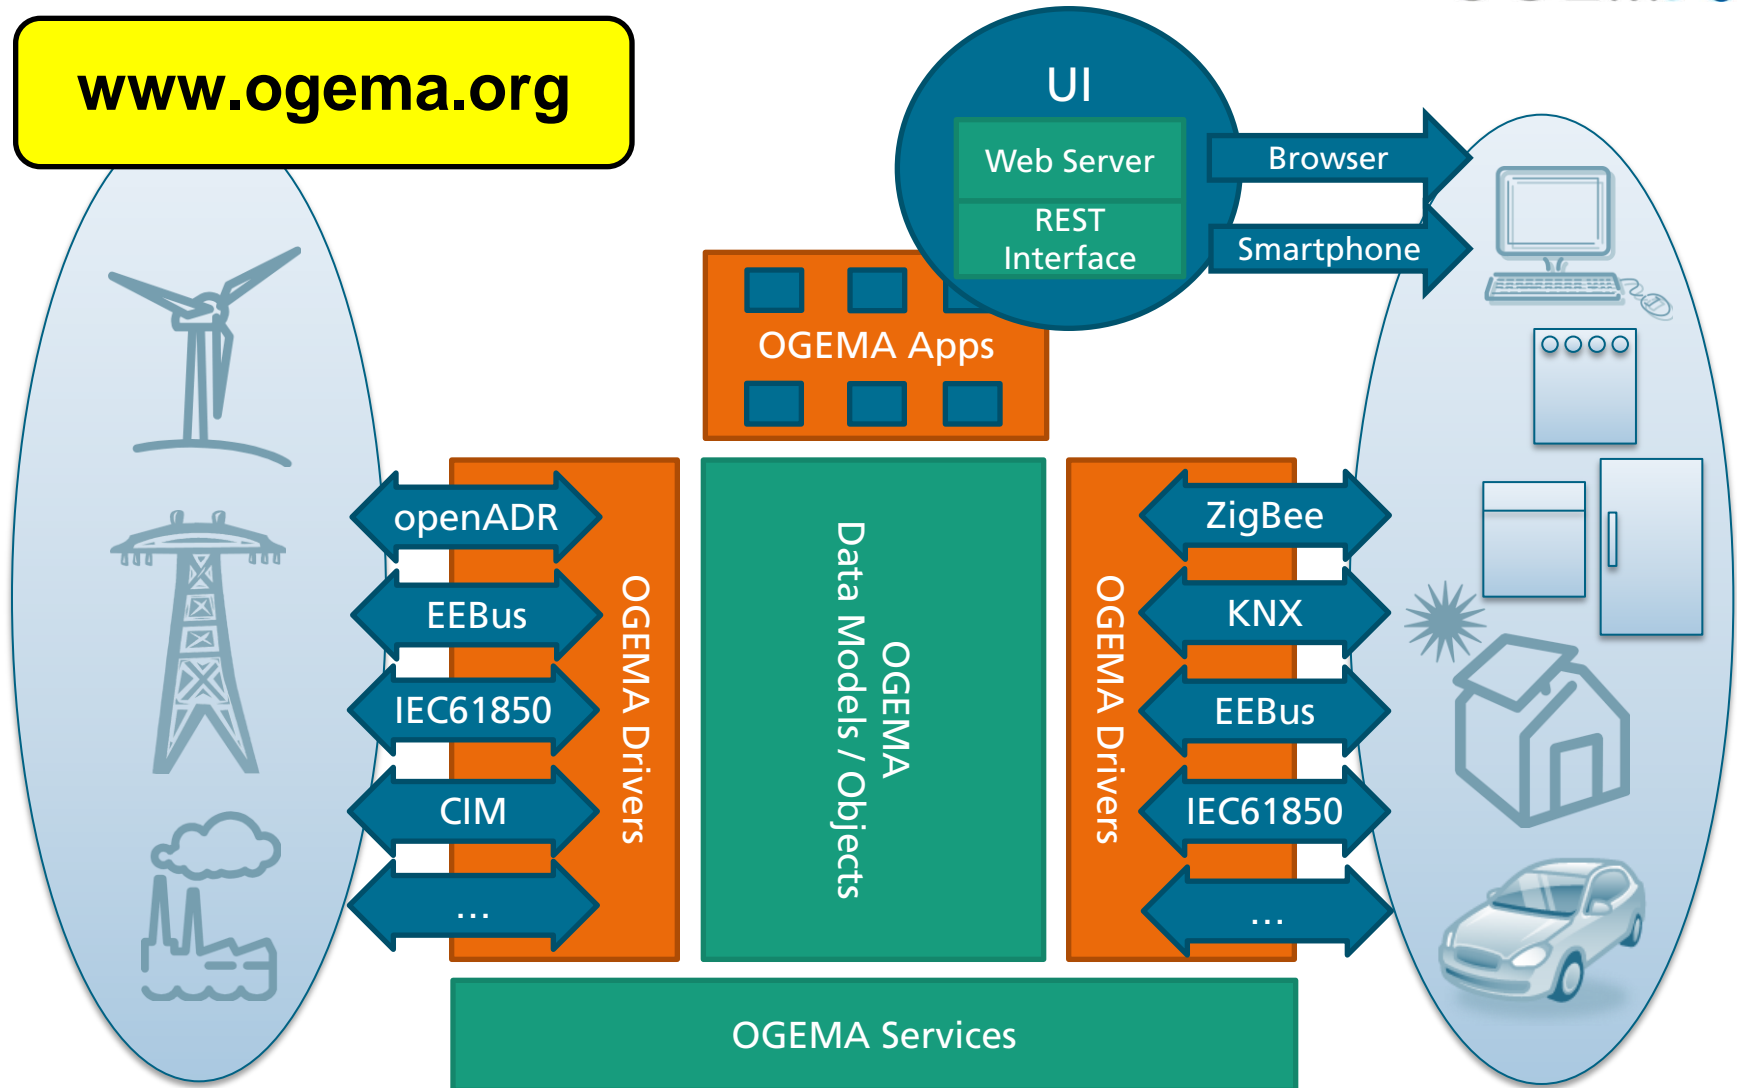 www.ogema.org
UI
Web Server
REST
Interface
Browser
Smartphone
OGEMA Apps
openADR
EEBus
IEC61850
CIM
...
OGEMA Drivers
OGEMA
Data Models / Objects
OGEMA Drivers
ZigBee
KNX
EEBus
IEC61850
...
OGEMA Services